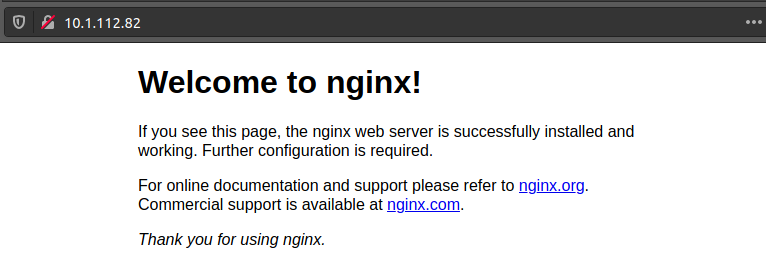 10.1.112.82
Welcome to nginx!
If you see this page, the nginx web server is successfully installed and
working. Further configuration is required.
For online documentation and support please refer to nginx.org.
Commercial support is available at nginx.com.
Thank you for using nginx.